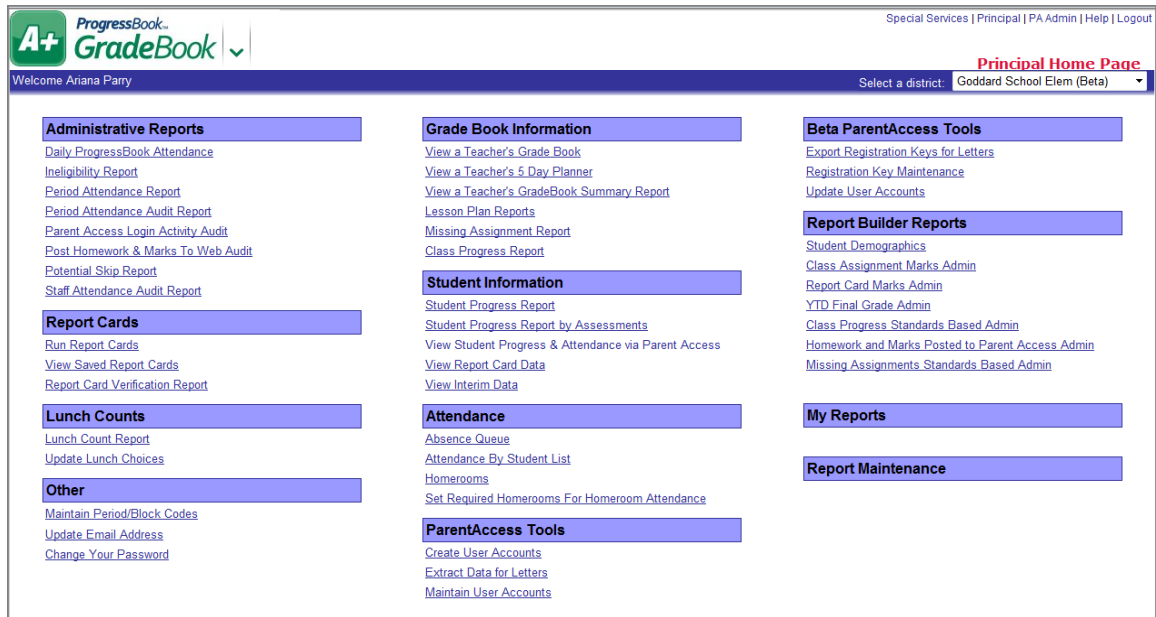 A+
ProgressBook™
GradeBook
Special Services | Principal | PA Admin | Help | Logout
Principal Home Page
Welcome Ariana Parry
Select a district: Goddard School Elem (Beta)
Administrative Reports
Daily ProgressBook Attendance
Ineligibility Report
Period Attendance Report
Period Attendance Audit Report
Parent Access Login Activity Audit
Post Homework & Marks To Web Audit
Potential Skip Report
Staff Attendance Audit Report
Report Cards
Run Report Cards
View Saved Report Cards
Report Card Verification Report
Lunch Counts
Lunch Count Report
Update Lunch Choices
Other
Maintain Period/Block Codes
Update Email Address
Change Your Password
Grade Book Information
View a Teacher's Grade Book
View a Teacher's 5 Day Planner
View a Teacher's GradeBook Summary Report
Lesson Plan Reports
Missing Assignment Report
Class Progress Report
Student Information
Student Progress Report
Student Progress Report by Assessments
View Student Progress & Attendance via Parent Access
View Report Card Data
View Interim Data
Attendance
Absence Queue
Attendance By Student List
Homerooms
Set Required Homerooms For Homeroom Attendance
ParentAccess Tools
Create User Accounts
Extract Data for Letters
Maintain User Accounts
Beta ParentAccess Tools
Export Registration Keys for Letters
Registration Key Maintenance
Update User Accounts
Report Builder Reports
Student Demographics
Class Assignment Marks Admin
Report Card Marks Admin
YTD Final Grade Admin
Class Progress Standards Based Admin
Homework and Marks Posted to Parent Access Admin
Missing Assignments Standards Based Admin
My Reports
Report Maintenance